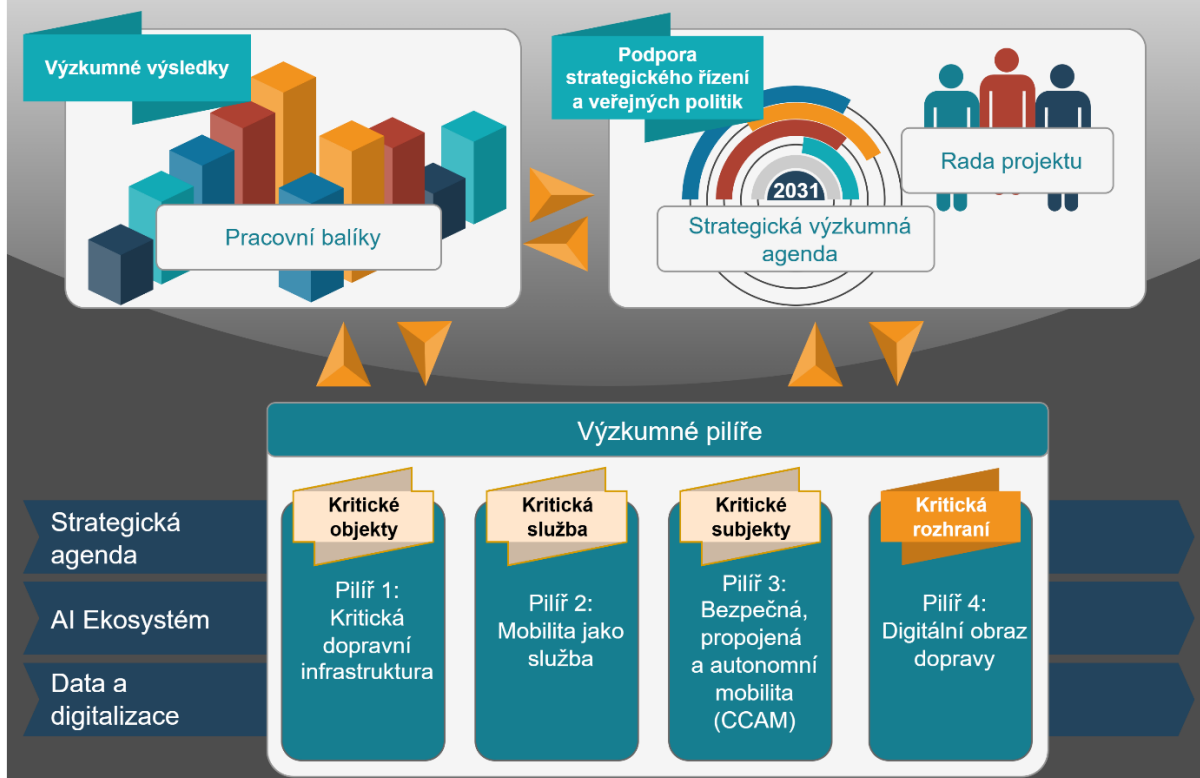 Výzkumné výsledky
Pracovní balíky
Podpora
strategického řízení
a veřejných politik
2031
Strategická výzkumná
agenda
Rada projektu
Výzkumné pilíře
Strategická
agenda
AI Ekosystém
Data a
digitalizace
Kritické
objekty
Pilíř 1:
Kritická
dopravní
infrastruktura
Kritická
služba
Pilíř 2:
Mobilita jako
služba
Kritické
subjekty
Pilíř 3:
Bezpečná,
propojená
a autonomní
mobilita
(CCAM)
Kritická
rozhraní
Pilíř 4:
Digitální obraz
dopravy